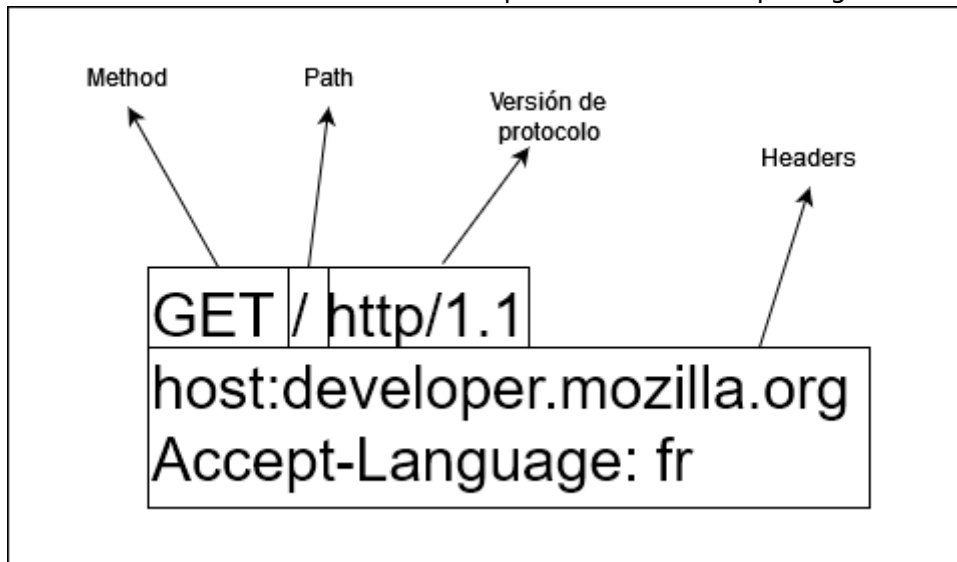 Method
Path
Versión de
protocolo
Headers
GET / http/1.1
host:developer.mozilla.org
Accept-Language: fr